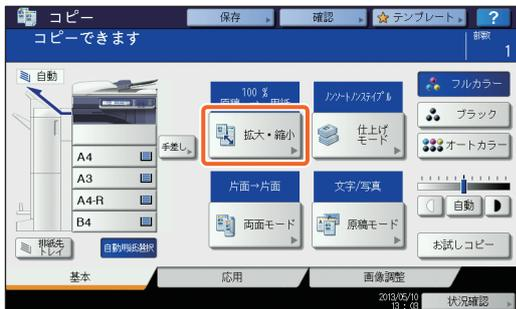 コピー
保存
確認
テンプレート
?
コピーできます
部数
1
自動
100 %
原稿 → 用紙
拡大・縮小
ノンソート/ノンステイプル
仕上げ
モード
フルカラー
ブラック
オートカラー
手差し
A4
A3
A4-R
B4
片面→片面
両面モード
文字/写真
原稿モード
自動
お試しコピー
排紙先
トレイ
自動用紙選択
基本
応用
画像調整
2013/05/10
13 : 03
状況確認